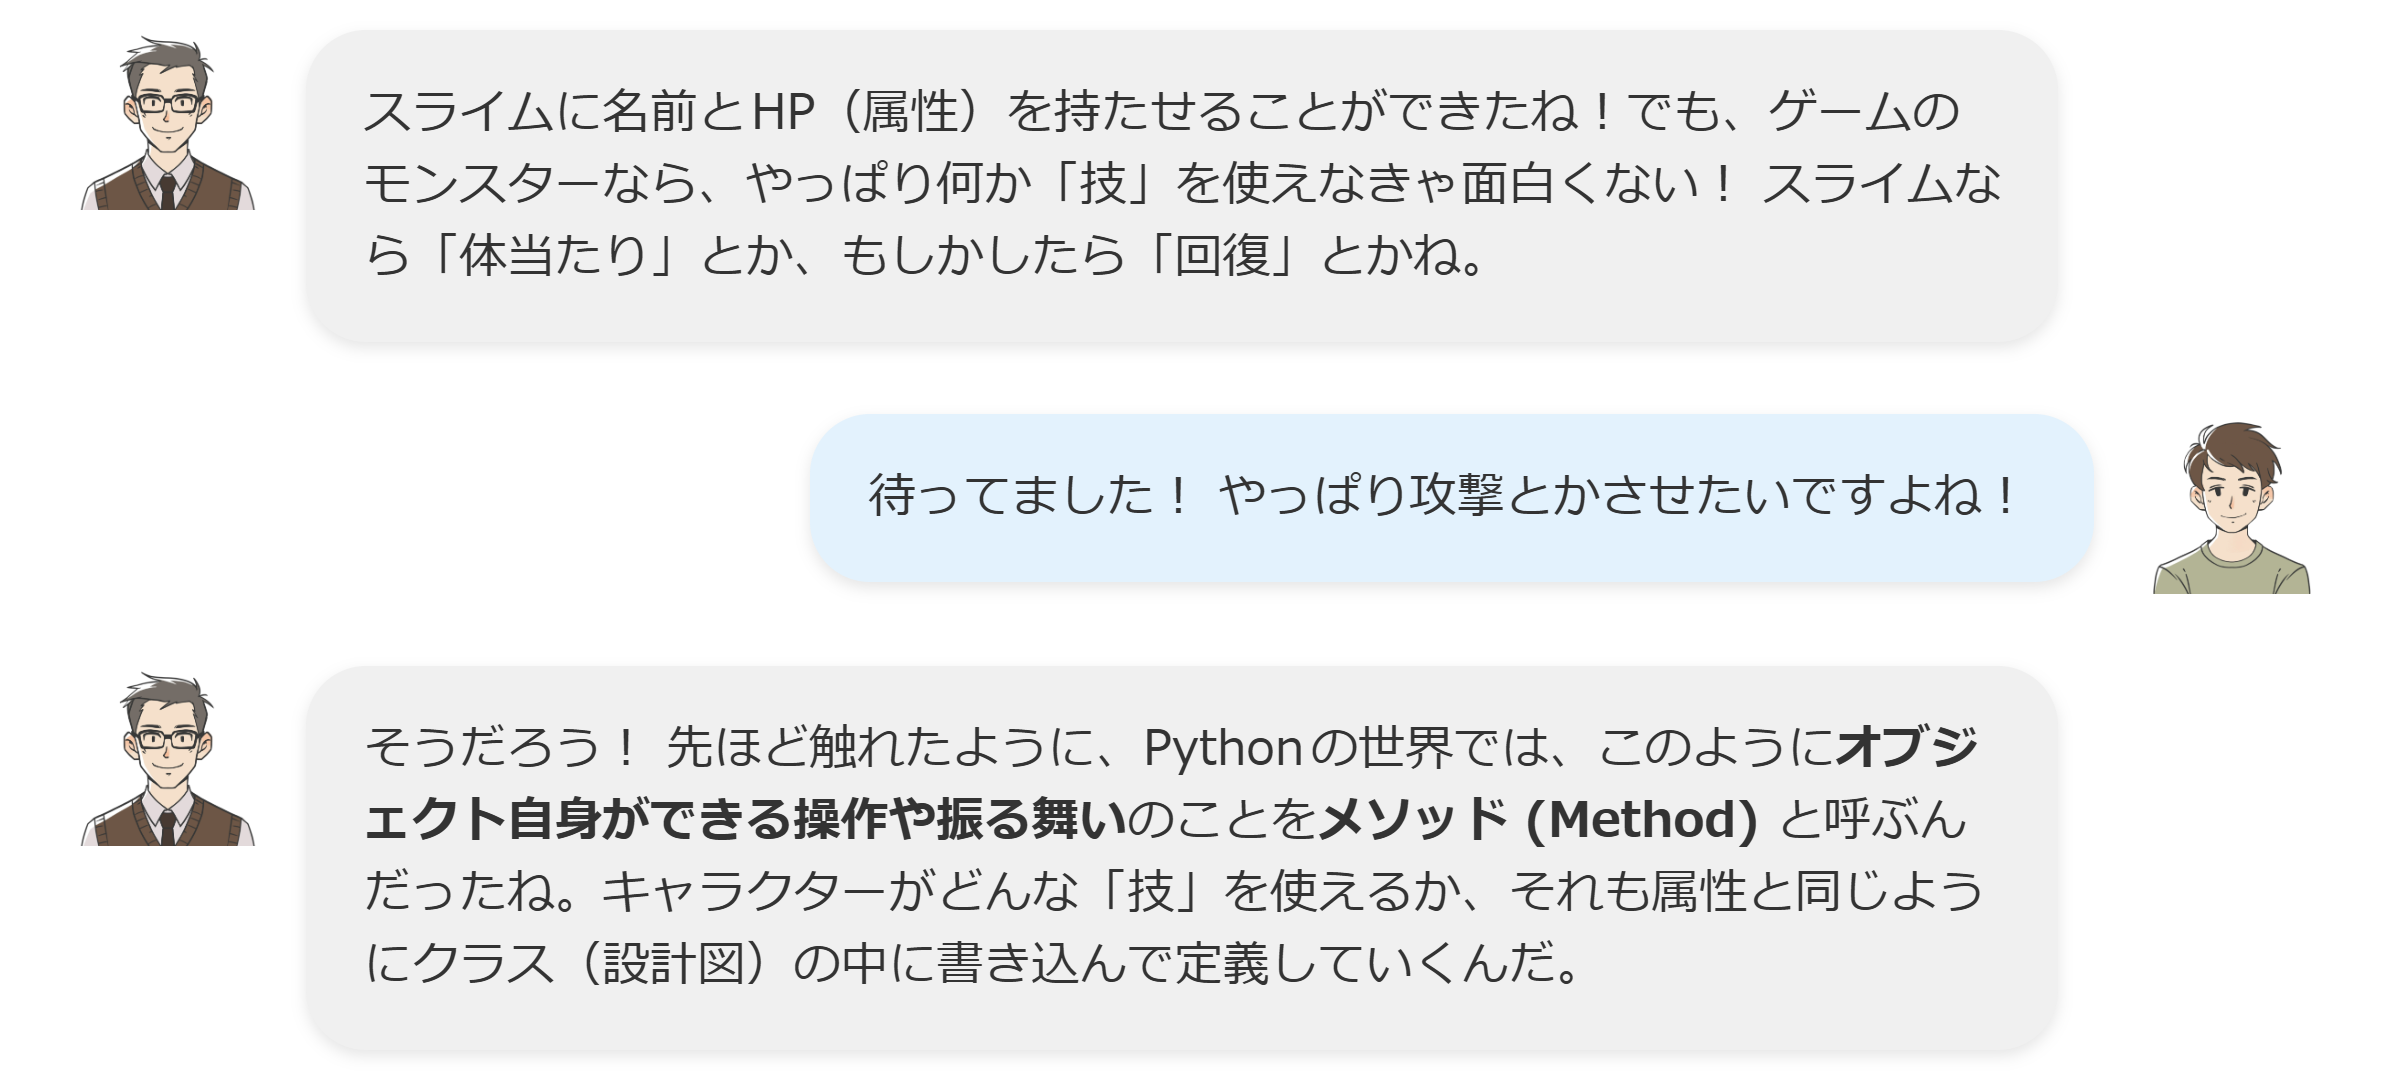 スライムに名前とHP（属性）を持たせることができたね！でも、ゲームの
モンスターなら、やっぱり何か「技」を使えなきゃ面白くない！ スライムな
ら「体当たり」とか、もしかしたら「回復」とかね。
待ってました！ やっぱり攻撃とかさせたいですよね！
そうだろう！ 先ほど触れたように、Pythonの世界では、このようにオブジ
ェクト自身ができる操作や振る舞いのことをメソッド (Method) と呼ぶん
だったね。キャラクターがどんな「技」を使えるか、それも属性と同じよう
にクラス（設計図）の中に書き込んで定義していくんだ。